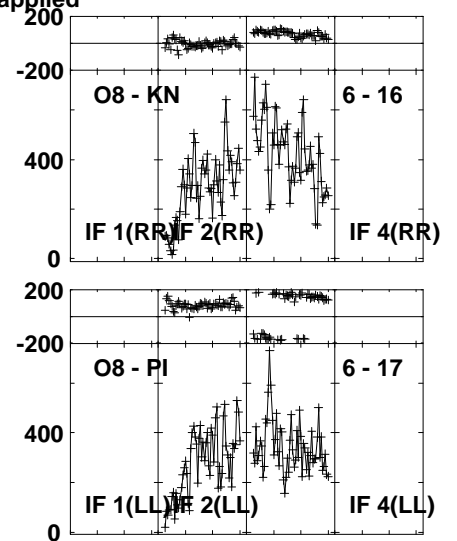 applied
200
-200
O8 - KN 6 - 16
400
IF 1(RR) IF 2(RR) IF 4(RR)
0
200
-200
O8 - PI 6 - 17
400
IF 1(LL) IF 2(LL) IF 4(LL)
0